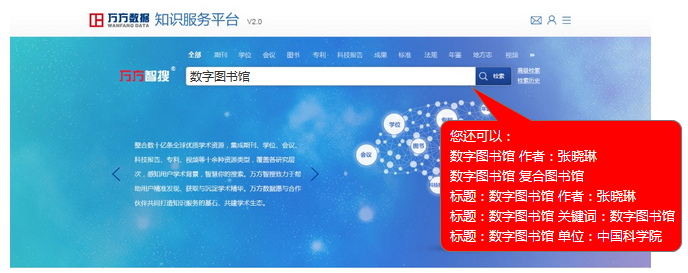 万方数据
WANFANG DATA
知识服务平台 V2.0
全部 期刊 学位 会议 图书 专利 科技报告 成果 标准 法规 年鉴 地方志 视频
万方智搜®
数字图书馆
检索
高级检索
检索历史
整合数十亿条全球优质学术资源，集成期刊、学位、会议、
科技报告、专利、视频等十余种资源类型，覆盖各研究层
次，感知用户学术背景，智慧你的搜索。万方智搜致力于帮
助用户精准发现、获取与沉淀学术精华。万方数据愿与合作
伙伴共同打造知识服务的基石、共建学术生态。
学位
专利
会议
图书
您还可以：
数字图书馆 作者：张晓琳
数字图书馆 复合图书馆
标题：数字图书馆 作者：张晓琳
标题：数字图书馆 关键词：数字图书馆
标题：数字图书馆 单位：中国科学院